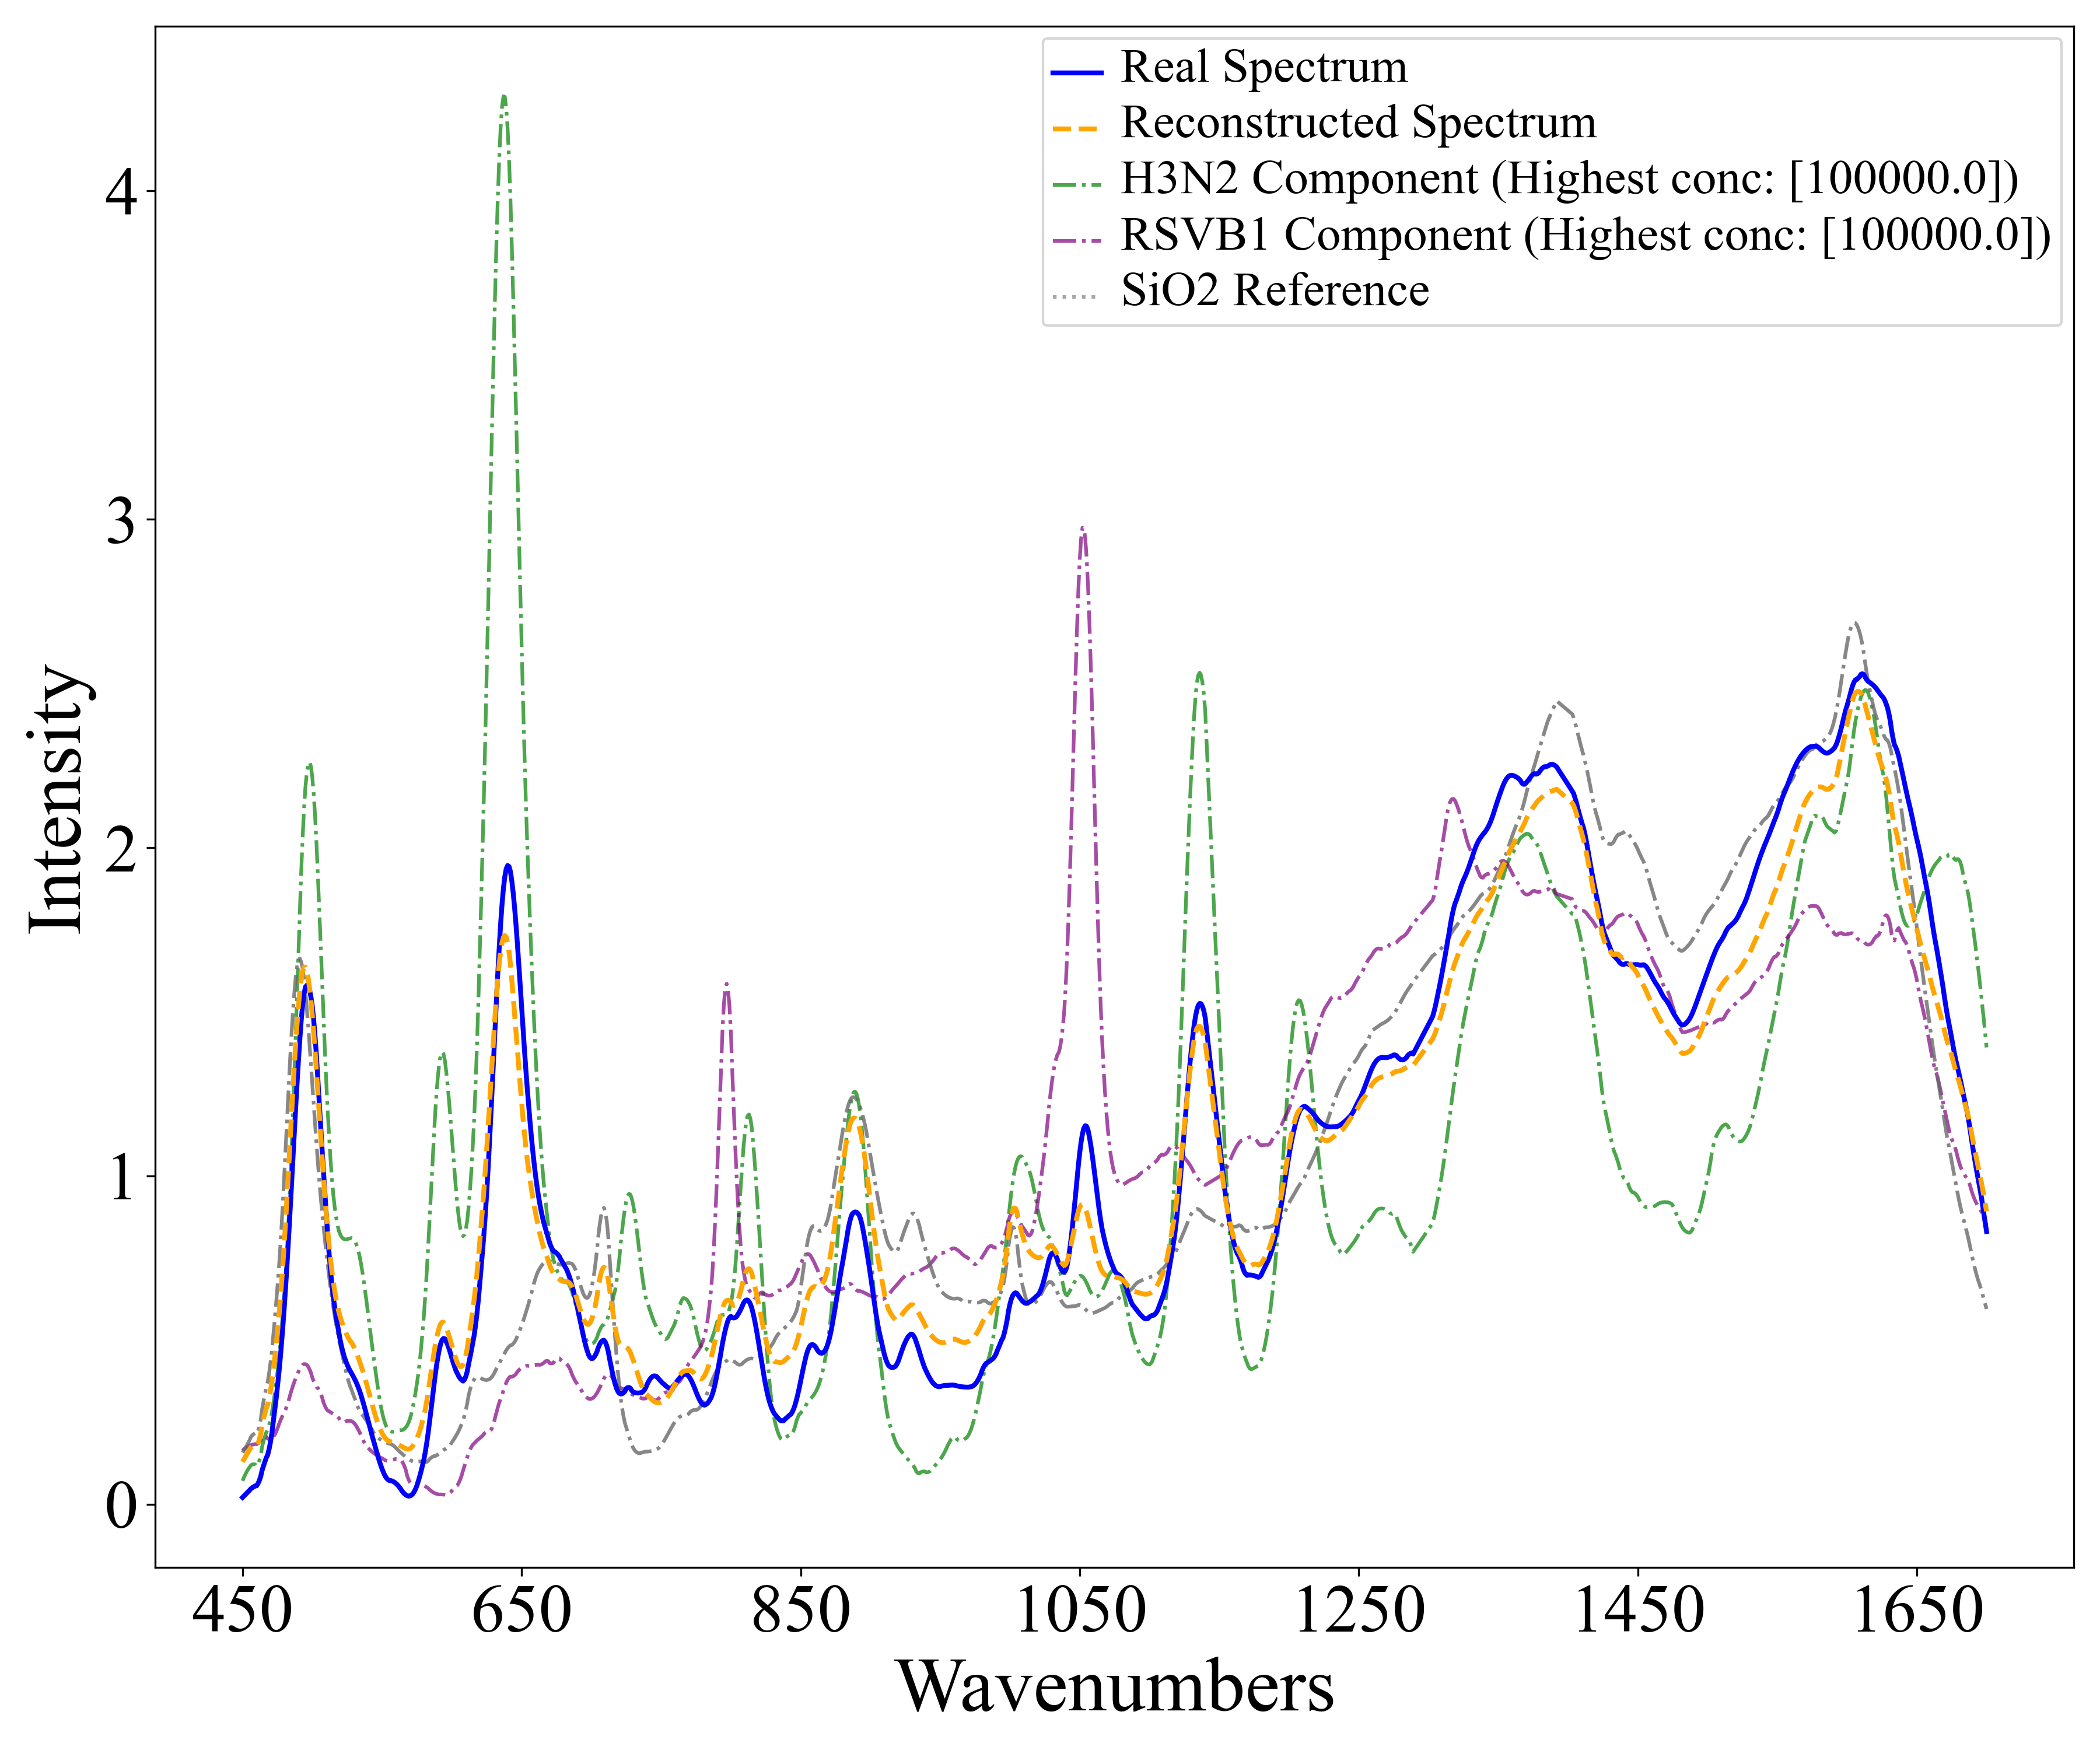 Real Spectrum
Reconstructed Spectrum
H3N2 Component (Highest conc: [100000.0])
RSVB1 Component (Highest conc: [100000.0])
SiO2 Reference
Intensity
4
3
2
1
0
450 650 850 1050 1250 1450 1650
Wavenumbers